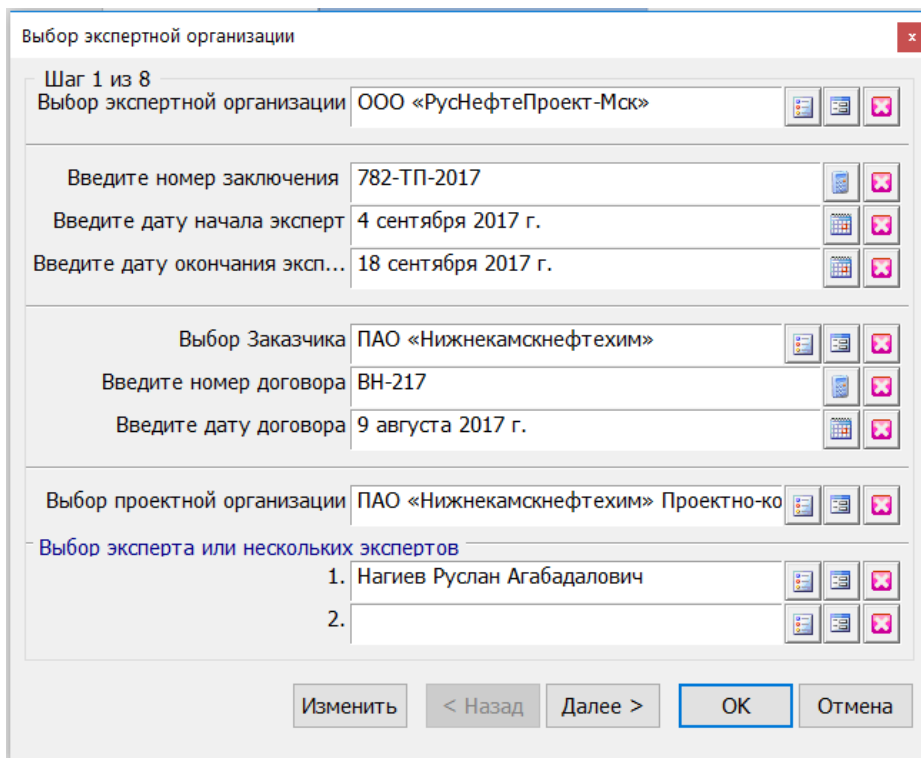 Выбор экспертной организации
x
Шаг 1 из 8
Выбор экспертной организации ООО «РусНефтеПроект-Мск»
Введите номер заключения 782-ТП-2017
Введите дату начала эксперт 4 сентября 2017 г.
Введите дату окончания эксп... 18 сентября 2017 г.
Выбор Заказчика ПАО «Нижнекамскнефтехим»
Введите номер договора ВН-217
Введите дату договора 9 августа 2017 г.
Выбор проектной организации ПАО «Нижнекамскнефтехим» Проектно-ко
Выбор эксперта или нескольких экспертов
1. Нагиев Руслан Агабадалович
2.
Изменить < Назад Далее > OK Отмена